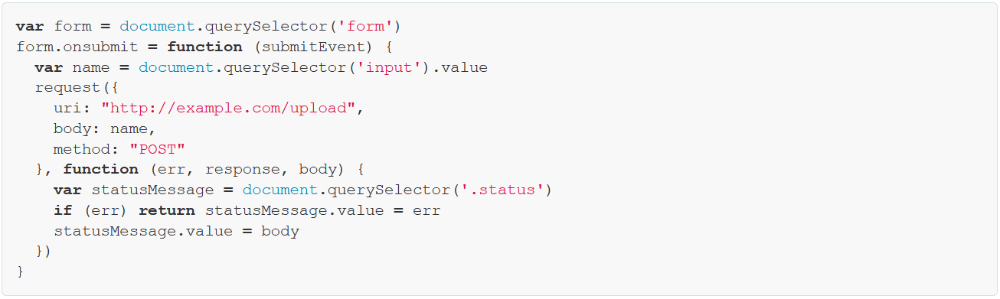 var form = document.querySelector('form')
form.onsubmit = function (submitEvent) {
  var name = document.querySelector('input').value
  request({
    uri: "http://example.com/upload",
    body: name,
    method: "POST"
  }, function (err, response, body) {
    var statusMessage = document.querySelector('.status')
    if (err) return statusMessage.value = err
    statusMessage.value = body
  })
}